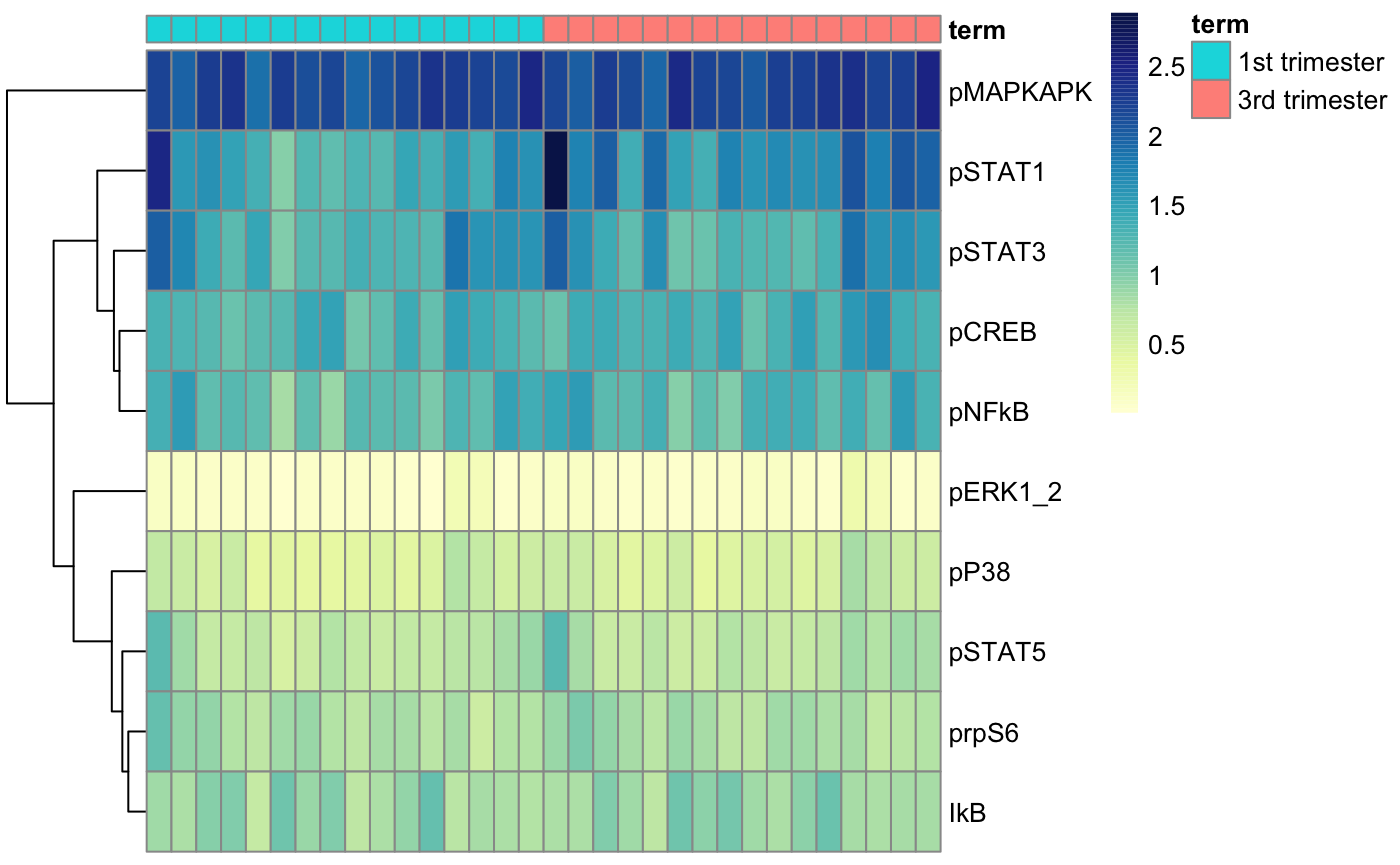 term
term
1st trimester
3rd trimester
2.5
2
1.5
1
0.5
pMAPKAPK
pSTAT1
pSTAT3
pCREB
pNFkB
pERK1_2
pP38
pSTAT5
prpS6
IkB